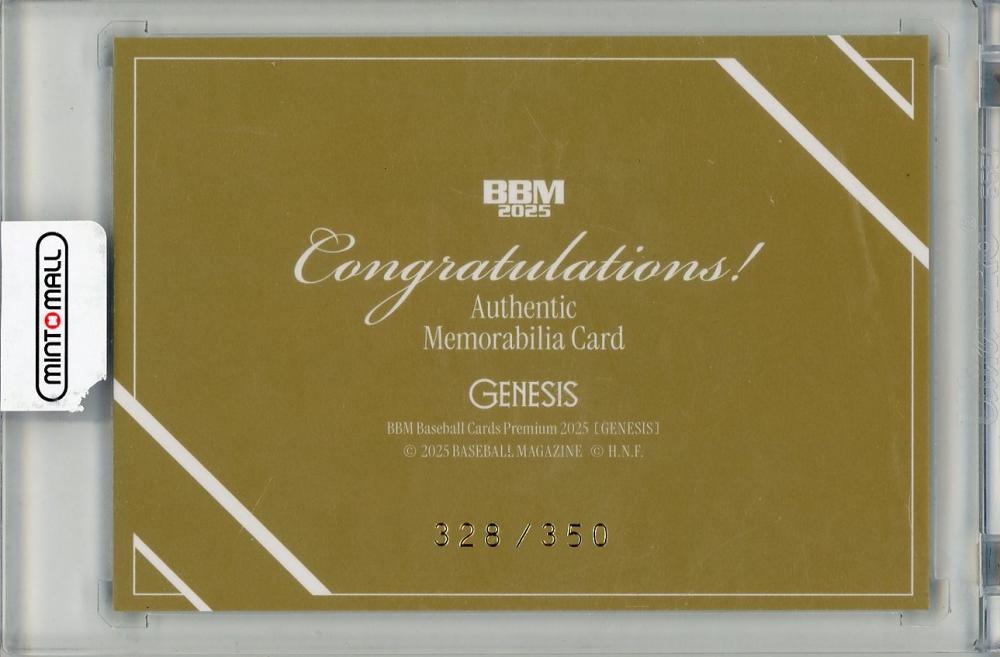 BBM
2025
Congratulations!
Authentic
Memorabilia Card
GENESIS
BBM Baseball Cards Premium 2025 [GENESIS]
© 2025 BASEBALL MAGAZINE © H.N.F.
328/350
MINTOMALL